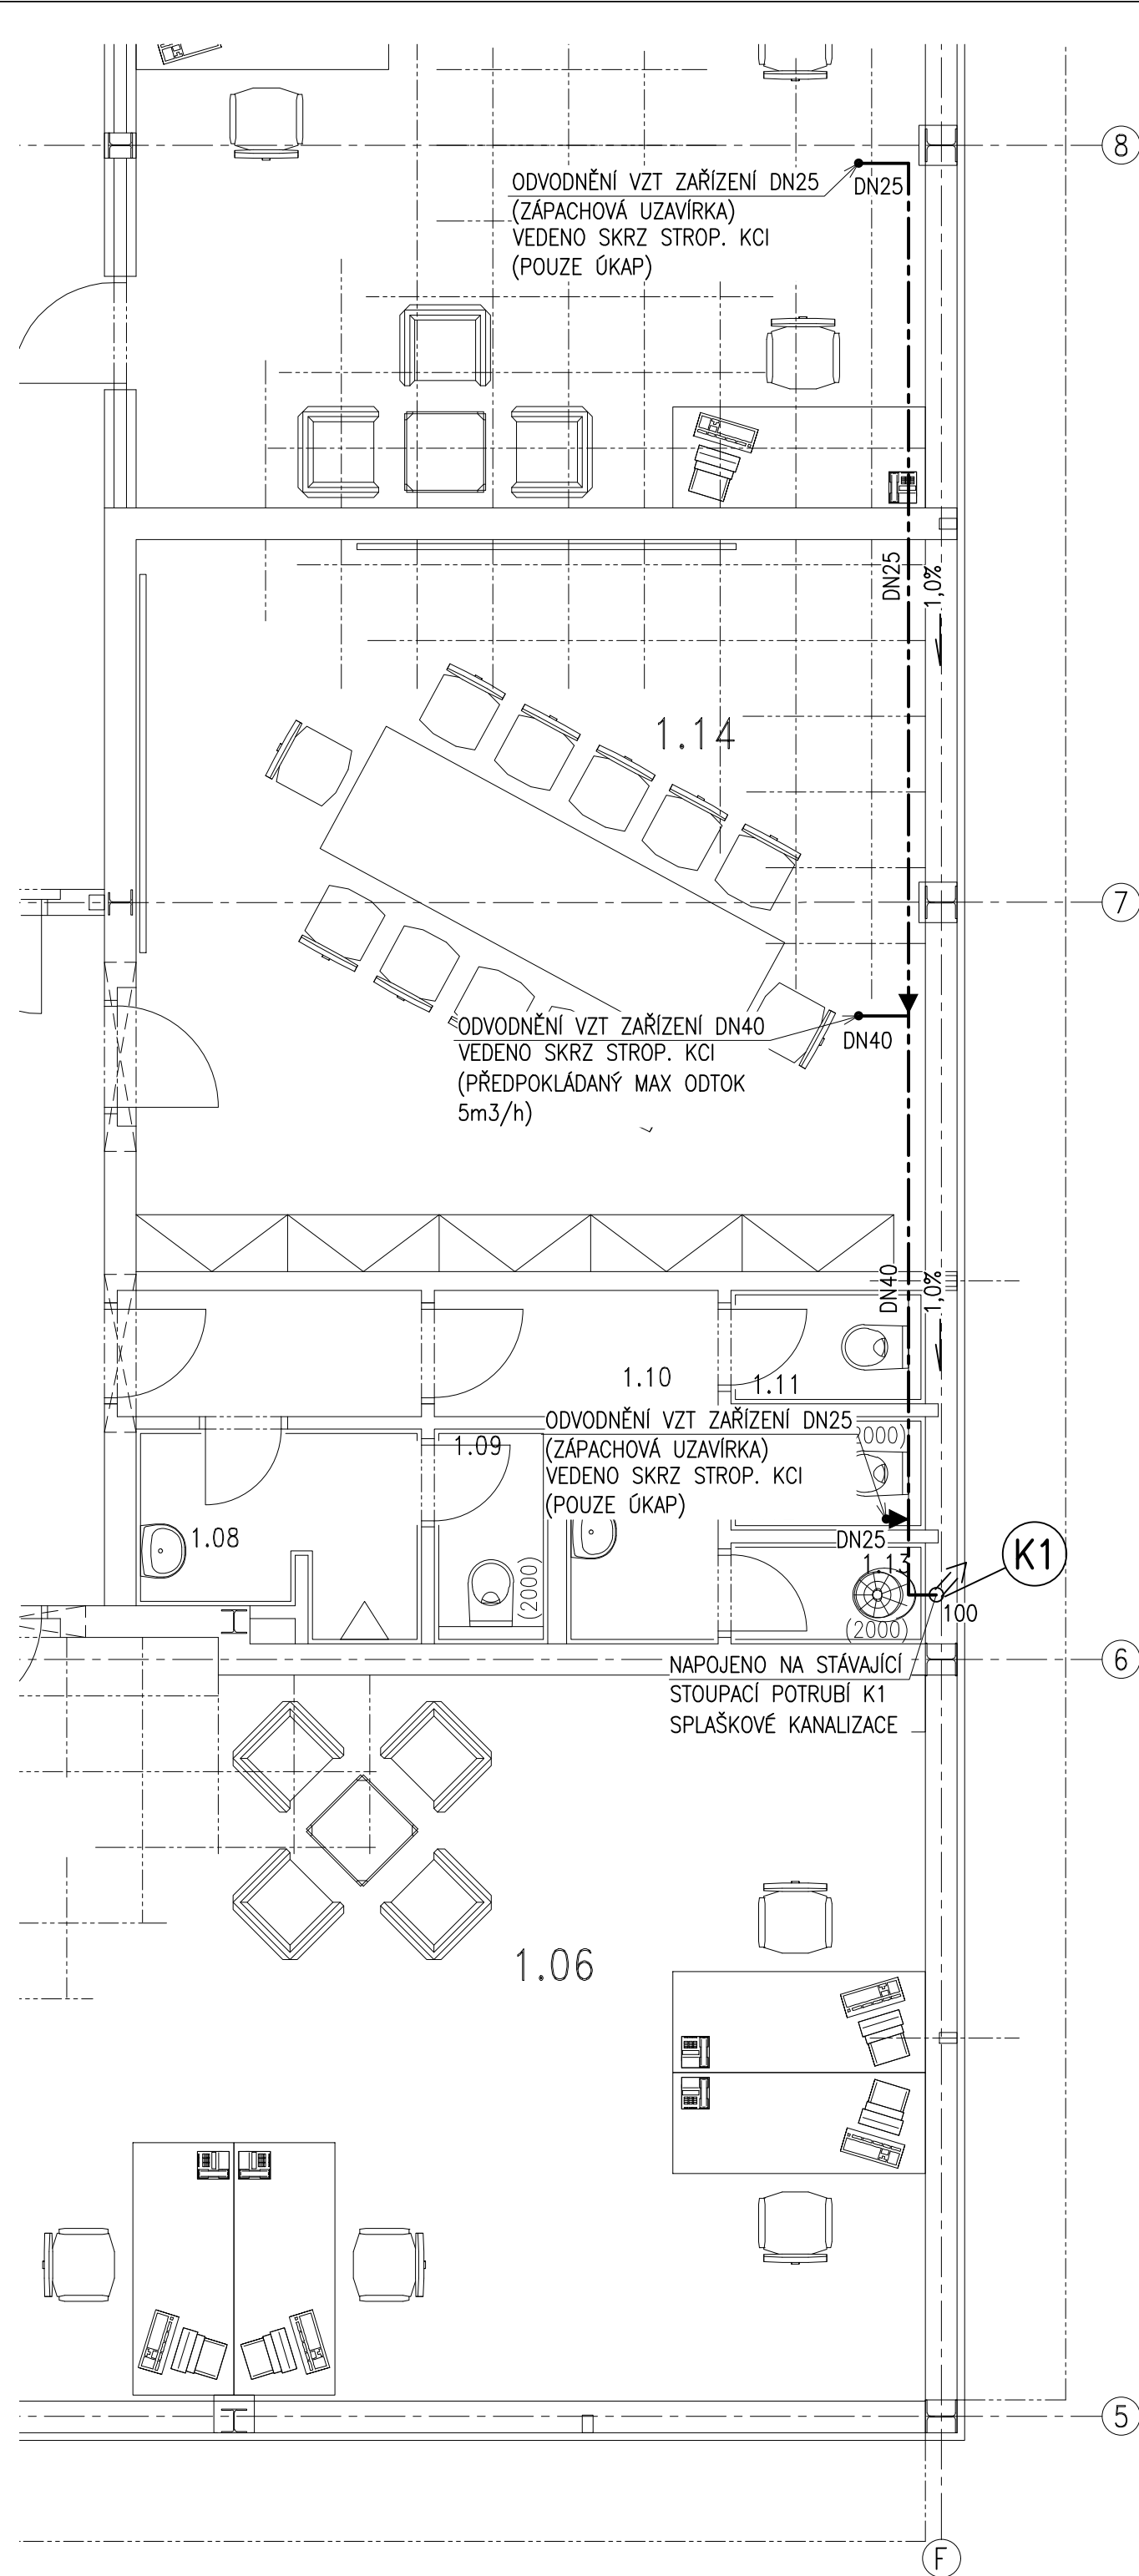 8
ODVODNĚNÍ VZT ZAŘÍZENÍ DN25
(ZÁPACHOVÁ UZAVÍRKA)
VEDENO SKRZ STROP. KCI
(POUZE ÚKAP)
DN25
DN25
1,0%
1.14
7
ODVODNĚNÍ VZT ZAŘÍZENÍ DN40
VEDENO SKRZ STROP. KCI
(PŘEDPOKLÁDANÝ MAX ODTOK
5m3/h)
DN40
DN40
1,0%
1.10
1.11
ODVODNĚNÍ VZT ZAŘÍZENÍ DN25
(ZÁPACHOVÁ UZAVÍRKA)
VEDENO SKRZ STROP. KCI
(POUZE ÚKAP)
1.09
1.08
(2000)
DN25
1.13
K1
100
(2000)
NAPOJENO NA STÁVAJÍCÍ
STOUPACÍ POTRUBÍ K1
SPLAŠKOVÉ KANALIZACE
6
1.06
5
F